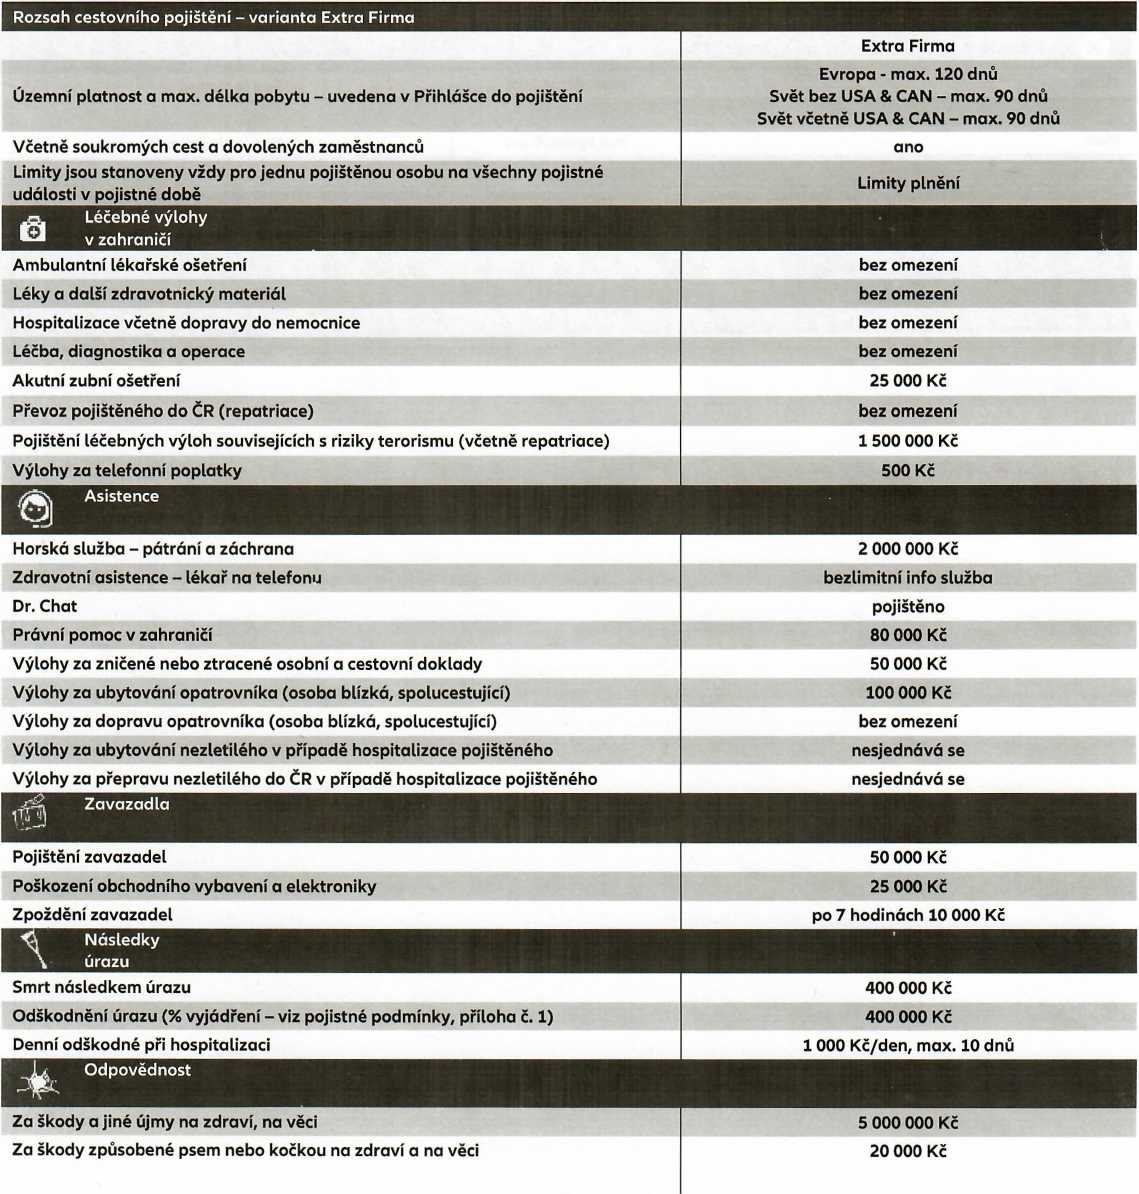 Rozsah cestovního pojištění – varianta Extra Firma
Extra Firma
Územní platnost a max. délka pobytu – uvedena v Přihlášce do pojištění
Evropa - max. 120 dnů
Svět bez USA & CAN – max. 90 dnů
Svět včetně USA & CAN – max. 90 dnů
Včetně soukromých cest a dovolených zaměstnanců ano
Limity jsou stanoveny vždy pro jednu pojištěnou osobu na všechny pojistné
události v pojistné době
Limity plnění
Léčebné výlohy
v zahraničí
Ambulantní lékařské ošetření bez omezení
Léky a další zdravotnický materiál bez omezení
Hospitalizace včetně dopravy do nemocnice bez omezení
Léčba, diagnostika a operace bez omezení
Akutní zubní ošetření 25 000 Kč
Převoz pojištěného do ČR (repatriace) bez omezení
Pojištění léčebných výloh souvisejících s riziky terorismu (včetně repatriace) 1 500 000 Kč
Výlohy za telefonní poplatky 500 Kč
Asistence
Horská služba – pátrání a záchrana 2 000 000 Kč
Zdravotní asistence – lékař na telefonu bezlimitní info služba
Dr. Chat pojištěno
Právní pomoc v zahraničí 80 000 Kč
Výlohy za zničené nebo ztracené osobní a cestovní doklady 50 000 Kč
Výlohy za ubytování opatrovníka (osoba blízká, spolucestující) 100 000 Kč
Výlohy za dopravu opatrovníka (osoba blízká, spolucestující) bez omezení
Výlohy za ubytování nezletilého v případě hospitalizace pojištěného nesjednává se
Výlohy za přepravu nezletilého do ČR v případě hospitalizace pojištěného nesjednává se
Zavazadla
Pojištění zavazadel 50 000 Kč
Poškození obchodního vybavení a elektroniky 25 000 Kč
Zpoždění zavazadel po 7 hodinách 10 000 Kč
Následky
úrazu
Smrt následkem úrazu 400 000 Kč
Odškodnění úrazu (% vyjádření – viz pojistné podmínky, příloha č. 1) 400 000 Kč
Denní odškodné při hospitalizaci 1 000 Kč/den, max. 10 dnů
Odpovědnost
Za škody a jiné újmy na zdraví, na věci 5 000 000 Kč
Za škody způsobené psem nebo kočkou na zdraví a na věci 20 000 Kč